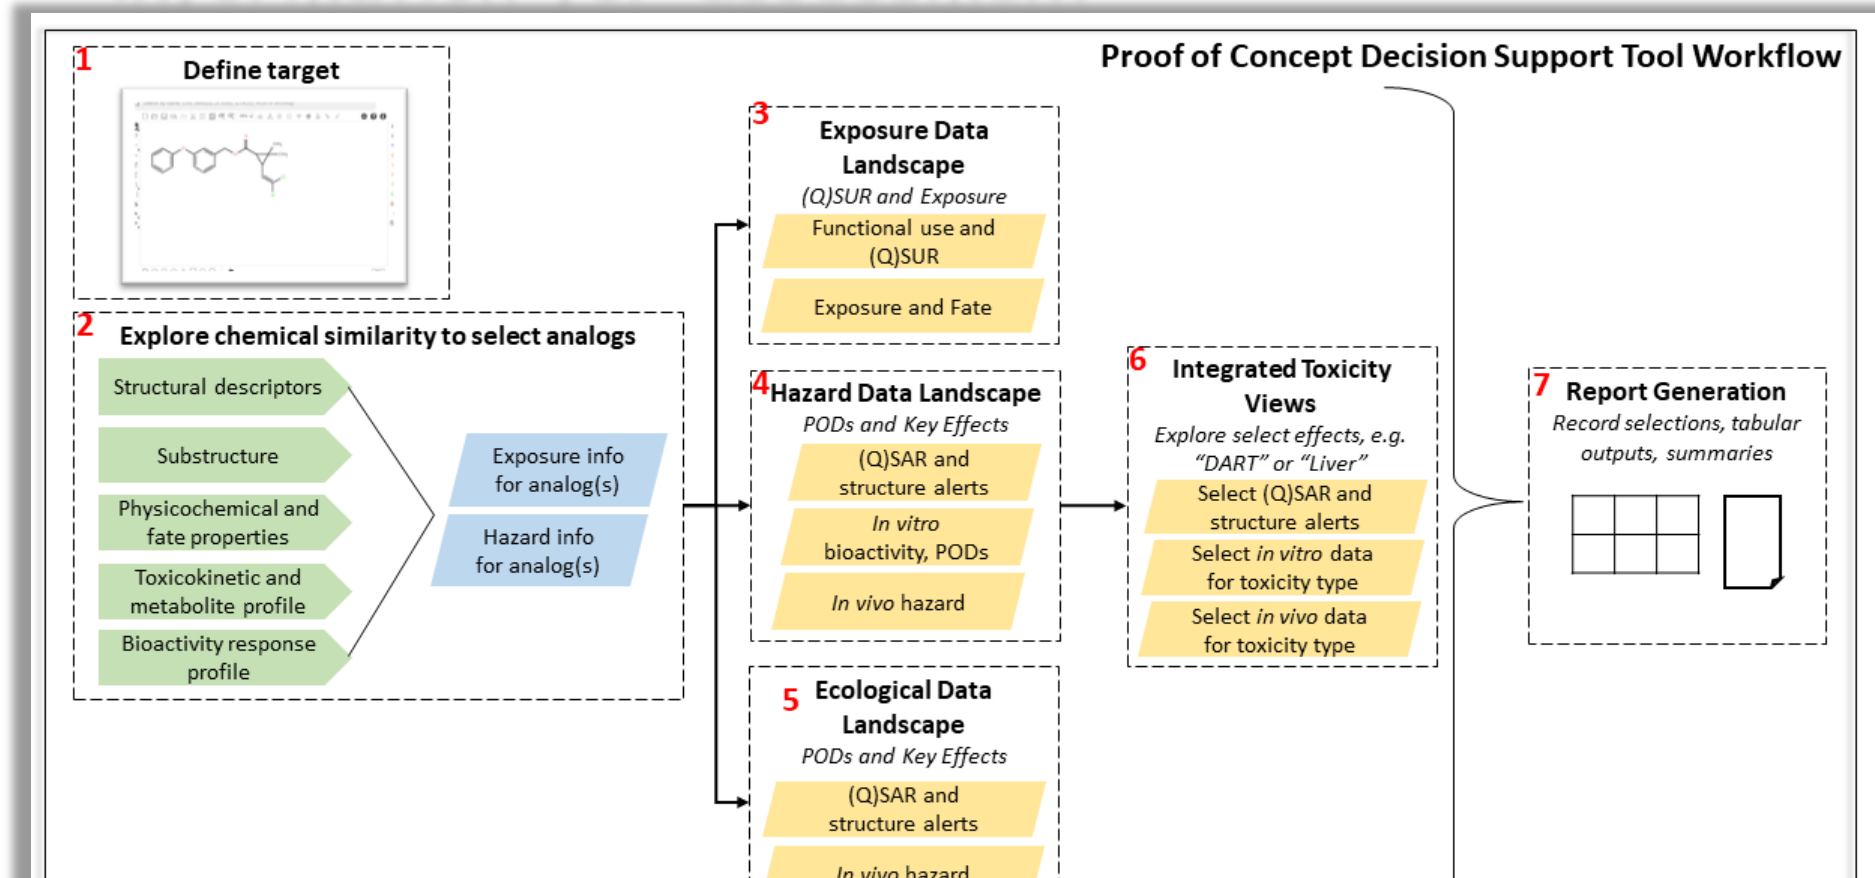 Proof of Concept Decision Support Tool Workflow
1
Define target
2
Explore chemical similarity to select analogs
Structural descriptors
Substructure
Physicochemical and
fate properties
Toxicokinetic and
metabolite profile
Bioactivity response
profile
Exposure info
for analog(s)
Hazard info
for analog(s)
3
Exposure Data
Landscape
(Q)SUR and Exposure
Functional use and
(Q)SUR
Exposure and Fate
4
Hazard Data Landscape
PODs and Key Effects
(Q)SAR and
structure alerts
In vitro
bioactivity, PODs
In vivo hazard
5
Ecological Data
Landscape
PODs and Key Effects
(Q)SAR and
structure alerts
In vivo hazard
6
Integrated Toxicity
Views
Explore select effects, e.g.
“DART” or “Liver”
Select (Q)SAR and
structure alerts
Select in vitro data
for toxicity type
Select in vivo data
for toxicity type
7
Report Generation
Record selections, tabular
outputs, summaries